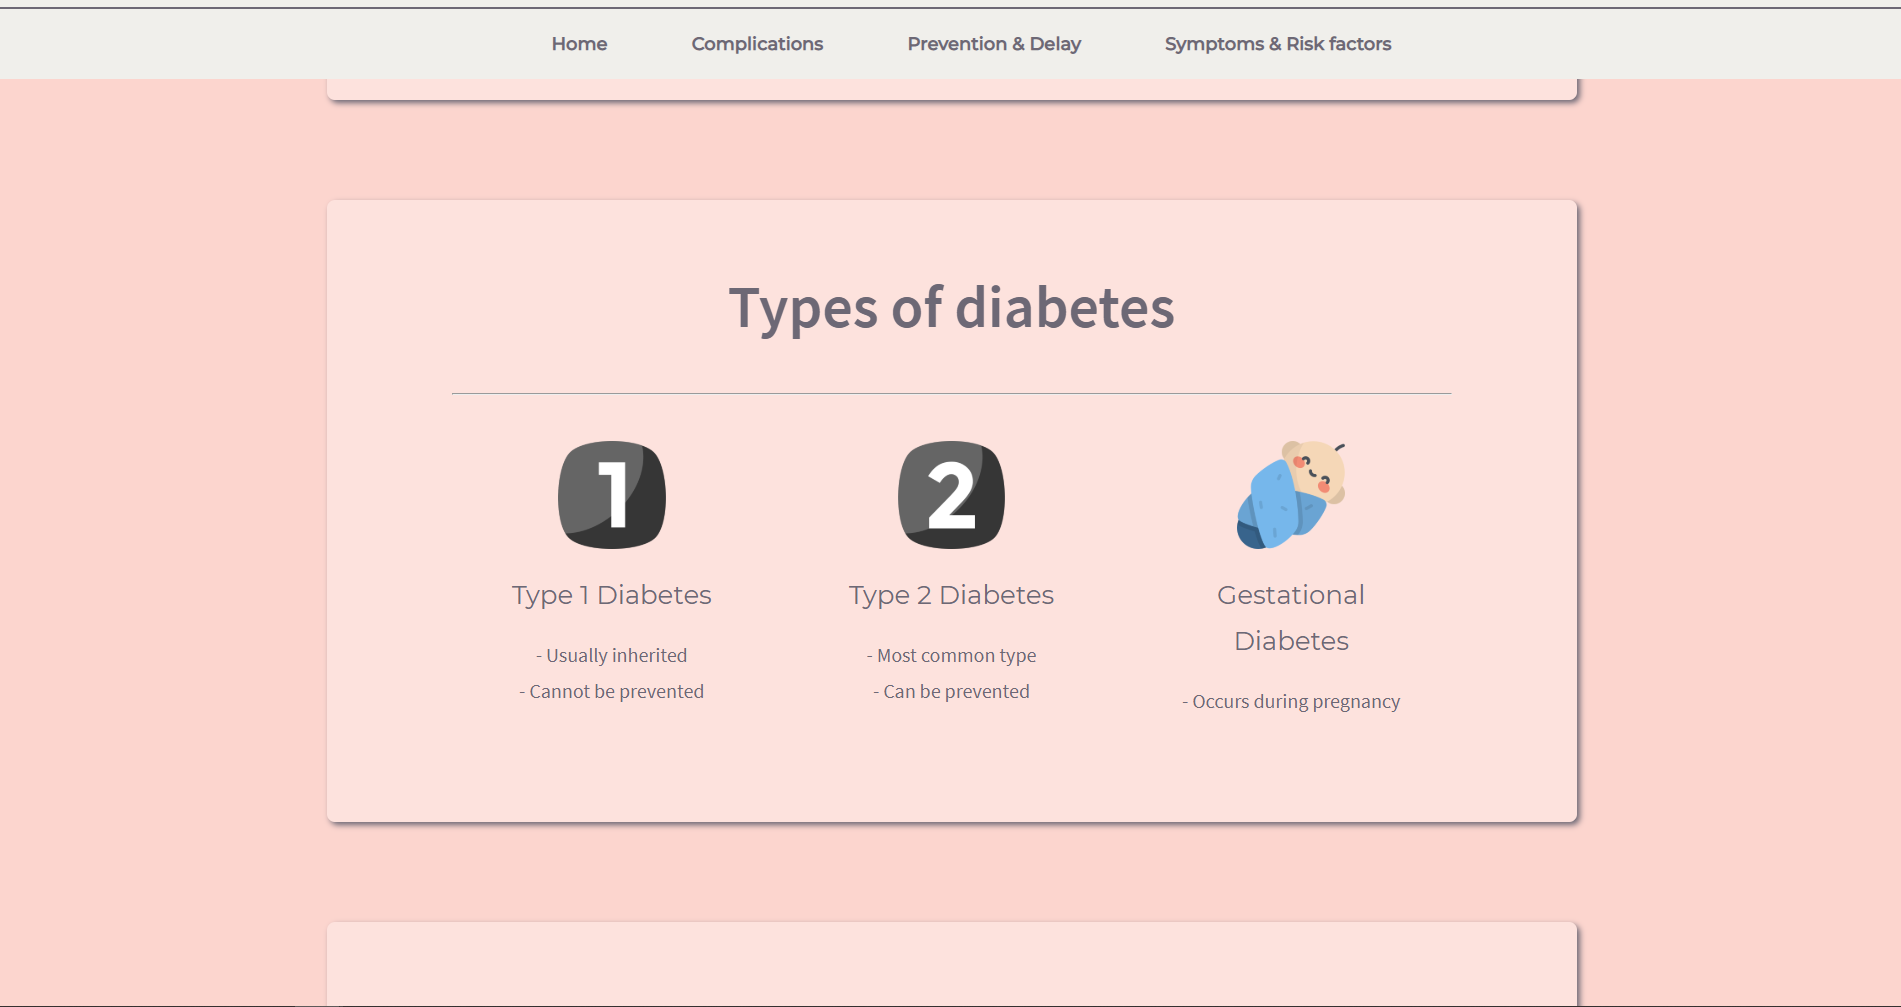 Home Complications Prevention & Delay Symptoms & Risk factors
Types of diabetes
1 2
Type 1 Diabetes
- Usually inherited
- Cannot be prevented
Type 2 Diabetes
- Most common type
- Can be prevented
Gestational
Diabetes
- Occurs during pregnancy